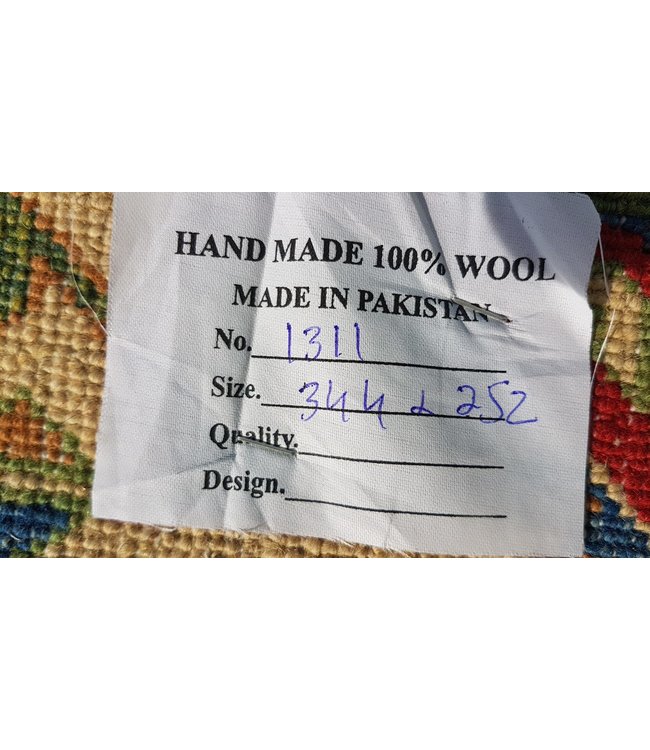 HAND MADE 100% WOOL
MADE IN PAKISTAN
No. 1311
Size. 344 x 252
Quality.
Design.